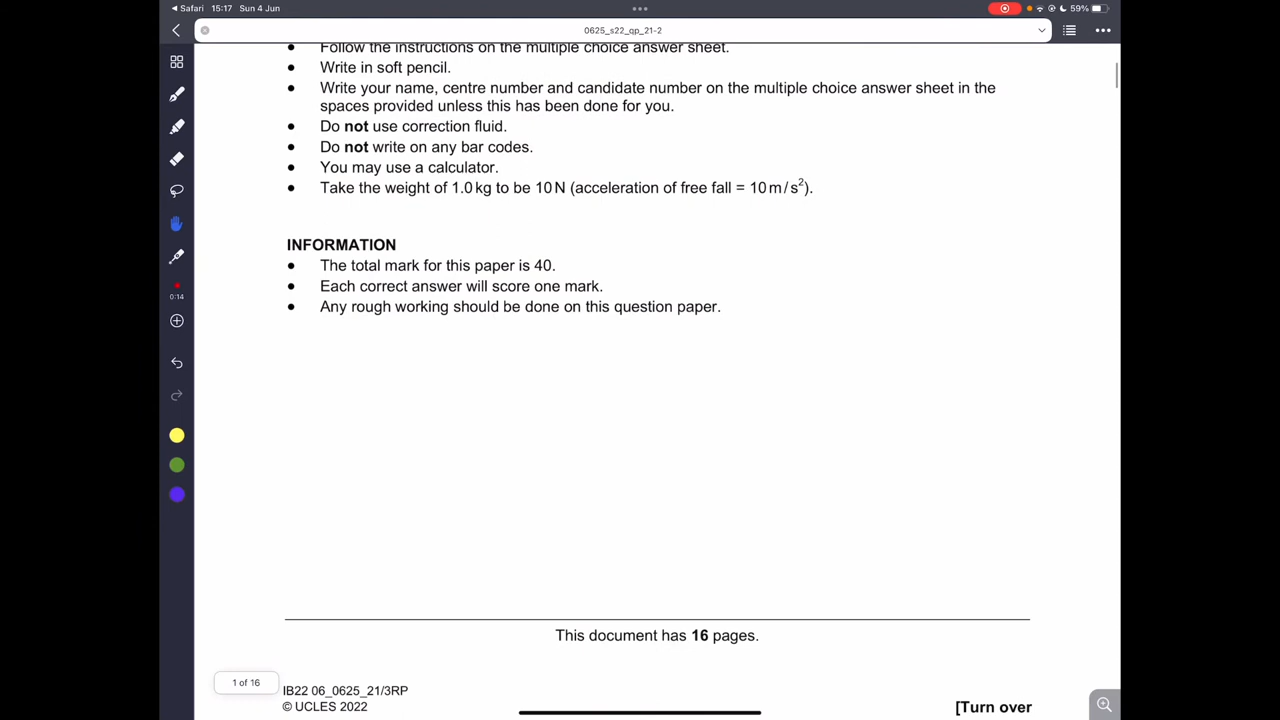 Safari 15:17 Sun 4 Jun
59%
0625_s22_qp_21-2
• Follow the instructions on the multiple choice answer sheet.
• Write in soft pencil.
• Write your name, centre number and candidate number on the multiple choice answer sheet in the
spaces provided unless this has been done for you.
• Do not use correction fluid.
• Do not write on any bar codes.
• You may use a calculator.
• Take the weight of 1.0 kg to be 10 N (acceleration of free fall = 10 m / s²).
0:14
INFORMATION
• The total mark for this paper is 40.
• Each correct answer will score one mark.
• Any rough working should be done on this question paper.
This document has 16 pages.
1 of 16
IB22 06_0625_21/3RP
© UCLES 2022
[Turn over